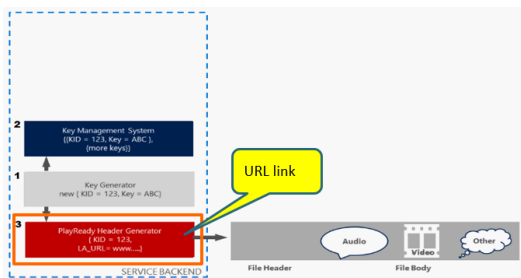 2
Key Management System
{(KID = 123, Key = ABC ),
(more keys)}
1
Key Generator
new { KID = 123, Key = ABC)
3
PlayReady Header Generator
{ KID = 123,
LA_URL= www.....}
SERVICE BACKEND
URL link
Audio
Video
Other
File Header
File Body